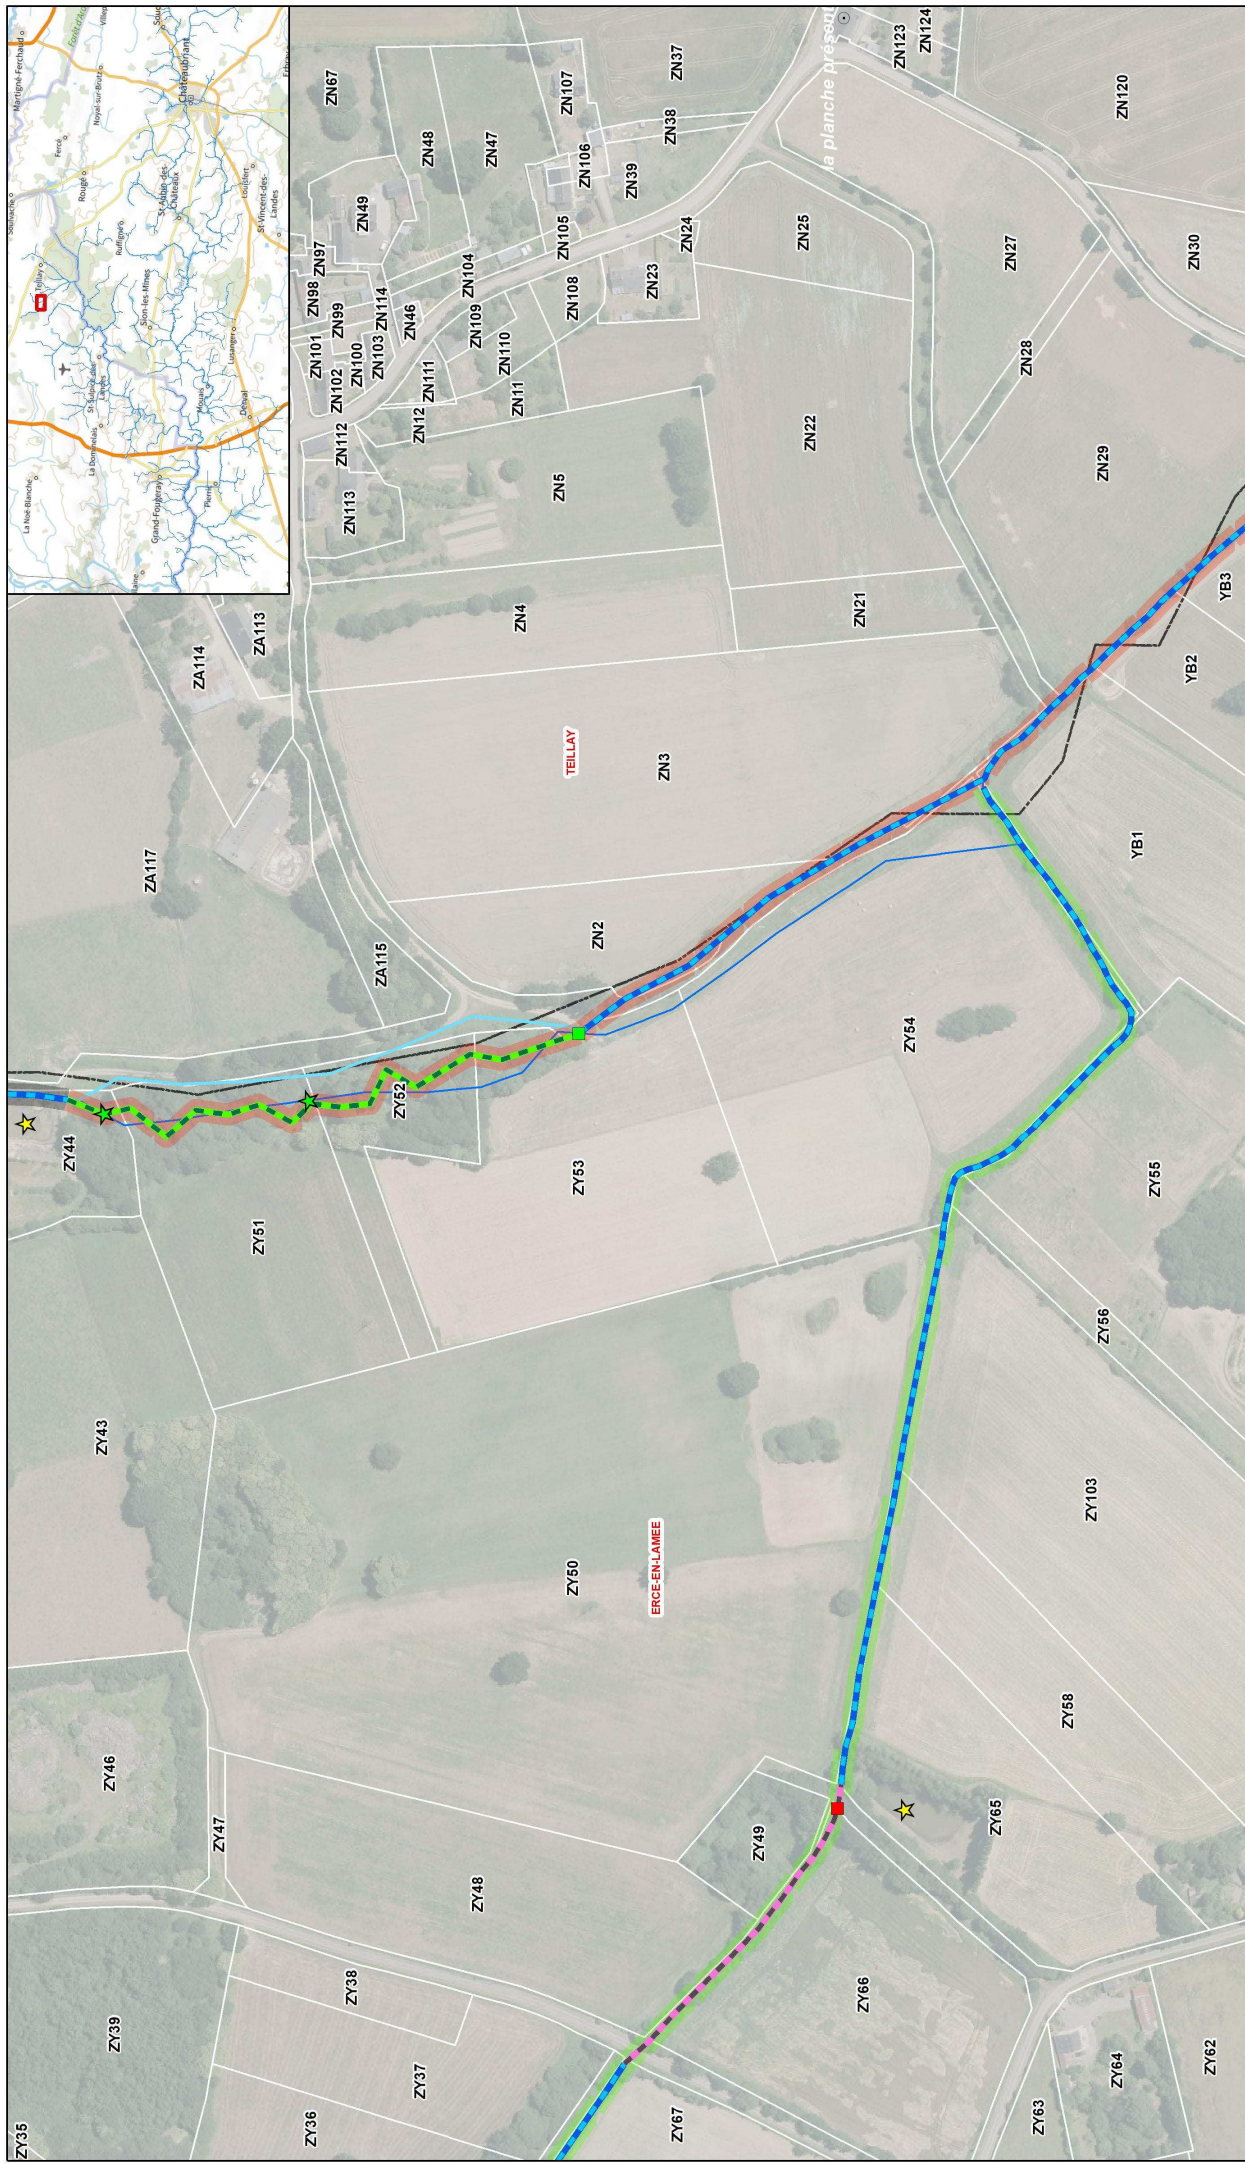 Martigné-Ferchaud
Noyal-sur-Brutz
Fercé
Rougé
Soulvache
Teillay
Châteaubriant
St-Aubin-des-
Châteaux
Ruffigné
Louisfert
St-Vincent-des-
Landes
Sion-les-Mines
Lusanger
St-Sulpice-des-
Landes
Mouais
Derval
La Dominelais
La Noë-Blanche
Grand-Fougeray
Pierric
ZN67
ZN48
ZN47
ZN107
ZN37
ZN38
ZN106
ZN39
ZN49
ZN97
ZN98
ZN99
ZN114
ZN46
ZN104
ZN105
ZN24
ZN108
ZN23
ZN109
ZN110
ZN101
ZN100
ZN103
ZN102
ZN111
ZN11
ZN12
ZN112
ZN113
ZN5
ZN25
ZN22
ZN27
ZN28
ZN29
ZN30
ZN120
ZN123
ZN124
la planche présent
ZN4
ZN21
ZN3
TEILLAY
ZN2
ZA113
ZA114
ZA117
ZA115
YB3
YB2
YB1
ZY44
ZY52
ZY51
ZY53
ZY54
ZY55
ZY56
ZY43
ZY50
ERCE-EN-LAMEE
ZY103
ZY58
ZY46
ZY47
ZY48
ZY49
ZY65
ZY66
ZY39
ZY38
ZY37
ZY36
ZY35
ZY67
ZY64
ZY63
ZY62